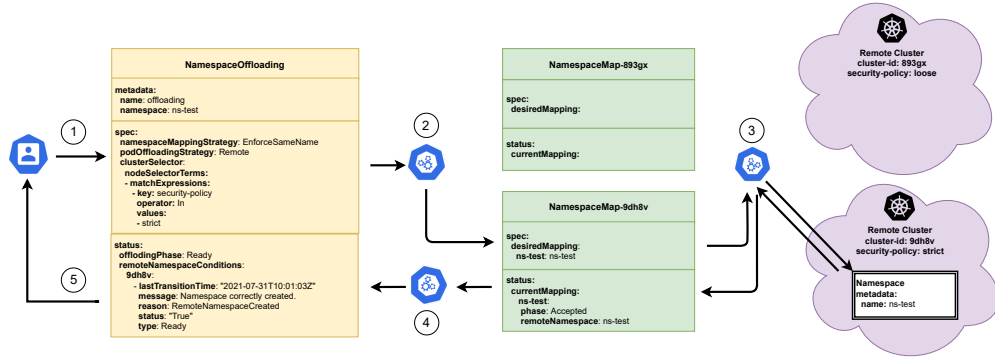 NamespaceOffloading
metadata:
name: offloading
namespace: ns-test
spec:
namespaceMappingStrategy: EnforceSameName
podOffloadingStrategy: Remote
clusterSelector:
nodeSelectorTerms:
- matchExpressions:
- key: security-policy
operator: In
values:
- strict
status:
offlodingPhase: Ready
remoteNamespaceConditions:
9dh8v:
- lastTransitionTime: "2021-07-31T10:01:03Z"
message: Namespace correctly created.
reason: RemoteNamespaceCreated
status: "True"
type: Ready
1
5
2
4
NamespaceMap-893gx
spec:
desiredMapping:
status:
currentMapping:
NamespaceMap-9dh8v
spec:
desiredMapping:
ns-test: ns-test
status:
currentMapping:
ns-test:
phase: Accepted
remoteNamespace: ns-test
3
Remote Cluster
cluster-id: 893gx
security-policy: loose
Remote Cluster
cluster-id: 9dh8v
security-policy: strict
Namespace
metadata:
name: ns-test